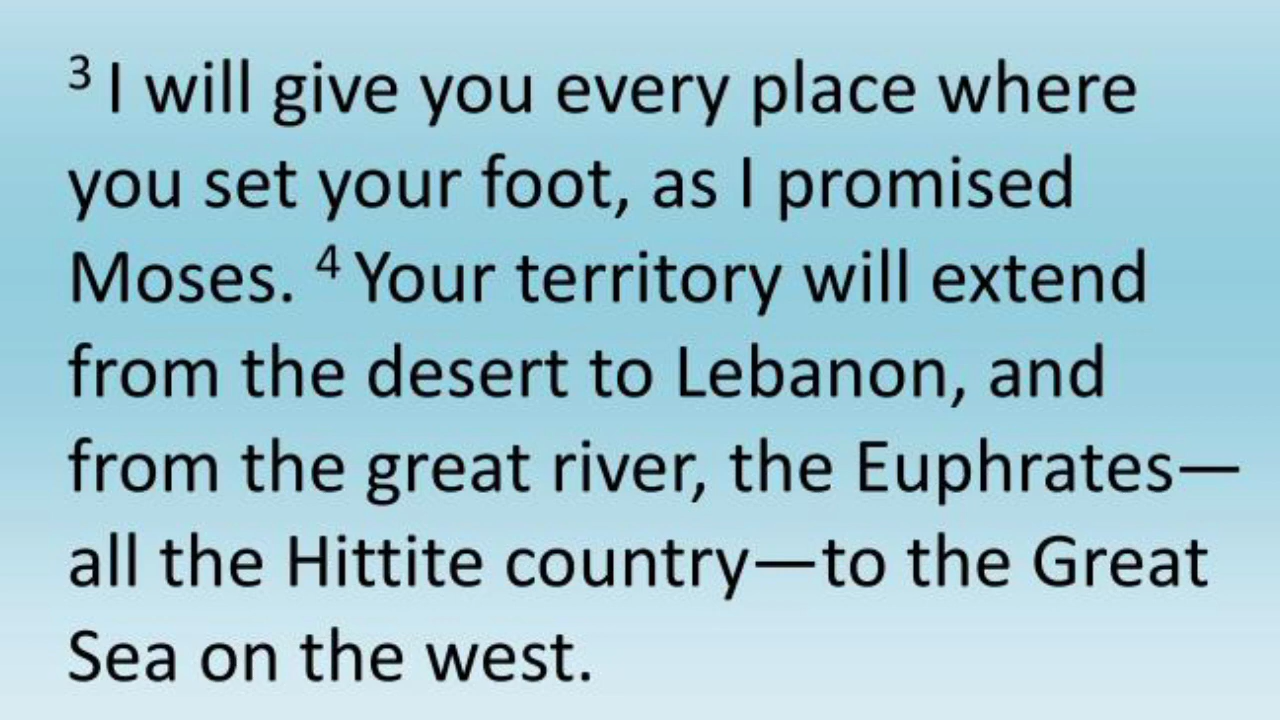 ³ I will give you every place where
you set your foot, as I promised
Moses. ⁴ Your territory will extend
from the desert to Lebanon, and
from the great river, the Euphrates—
all the Hittite country—to the Great
Sea on the west.